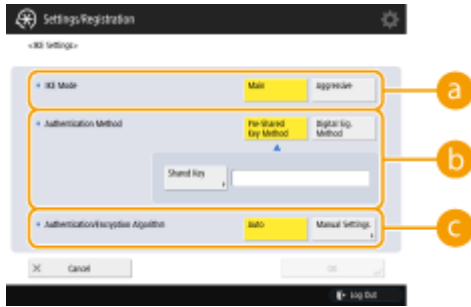 Settings/Registration
<IKE Settings>
IKE Mode
Main
Aggressive
a
Authentication Method
Pre-Shared
Key Method
Digital Sig.
Method
b
Shared Key
Authentication/Encryption Algorithm
Auto
Manual Settings
c
Cancel
OK
Log Out